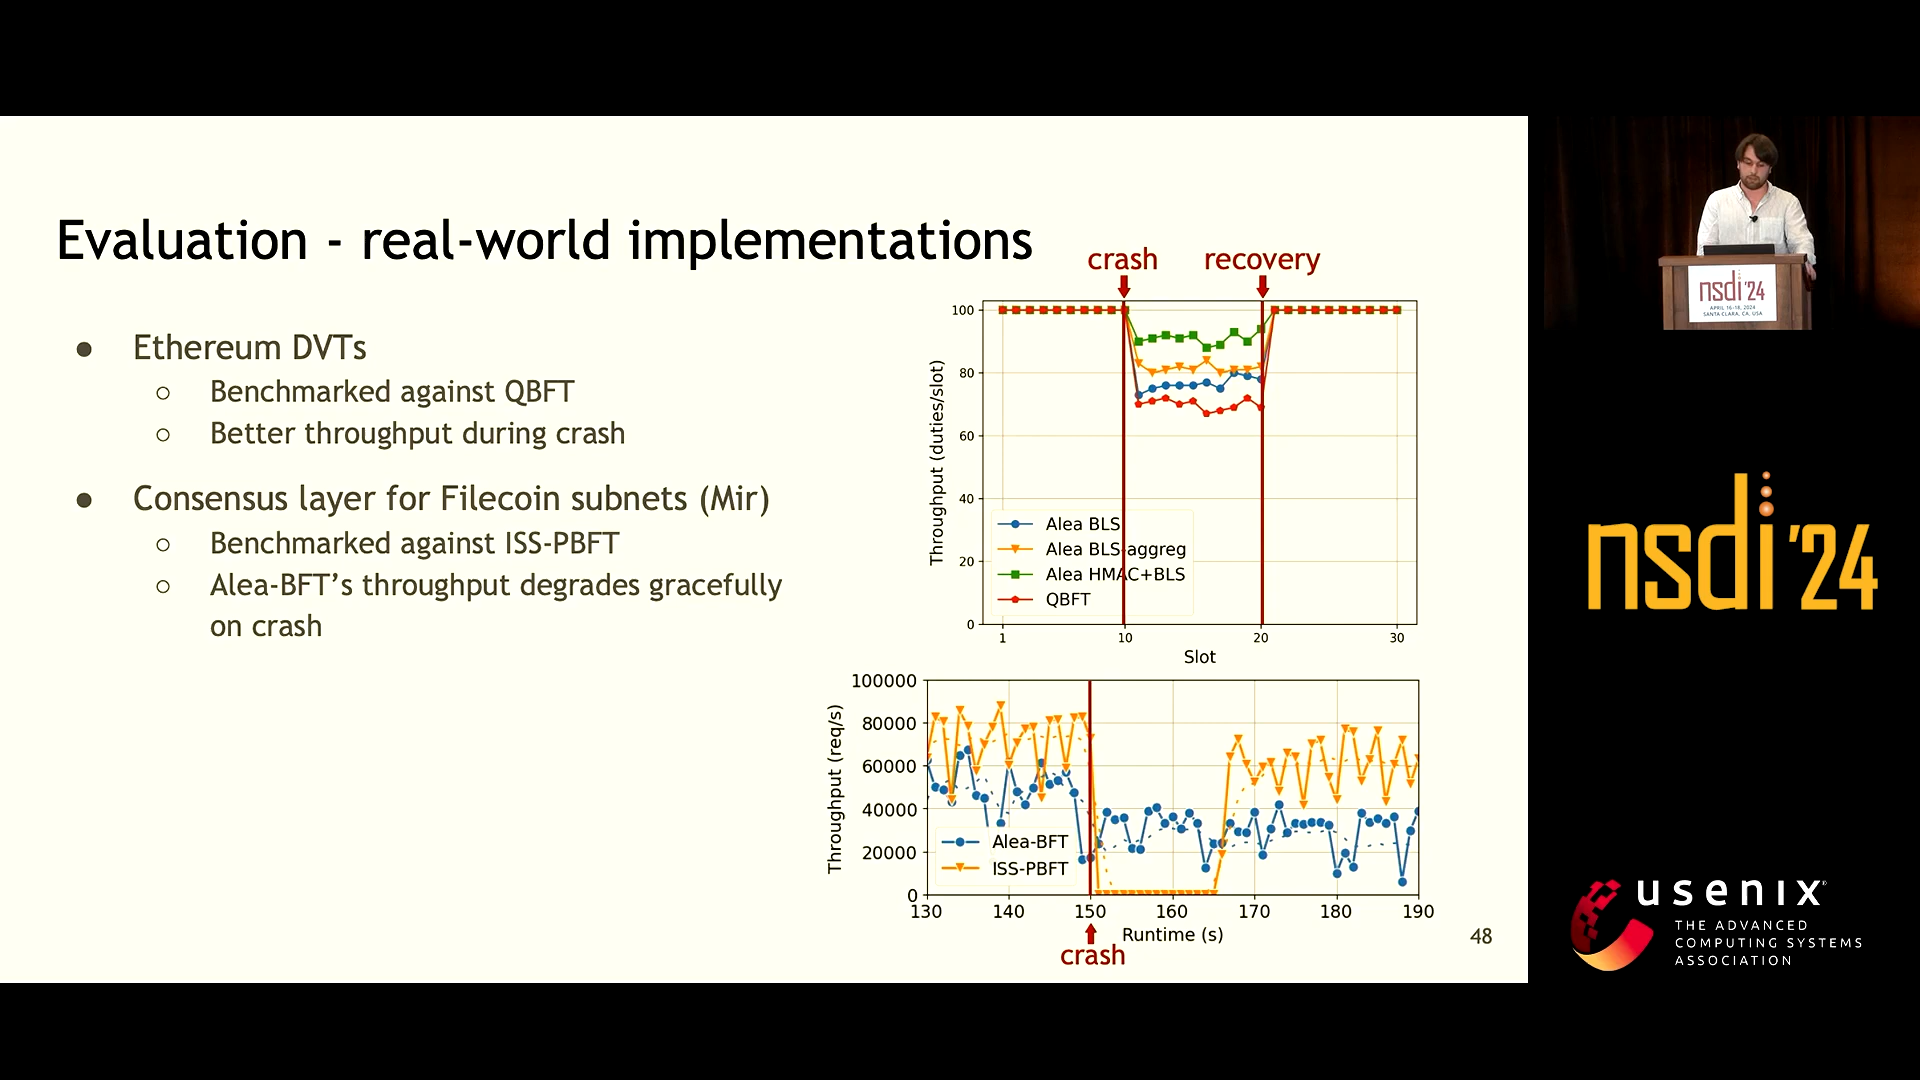 Evaluation - real-world implementations
● Ethereum DVTs
○ Benchmarked against QBFT
○ Better throughput during crash
● Consensus layer for Filecoin subnets (Mir)
○ Benchmarked against ISS-PBFT
○ Alea-BFT’s throughput degrades gracefully
on crash
crash
recovery
Throughput (duties/slot)
100
80
60
40
20
0
Alea BLS
Alea BLS-aggreg
Alea HMAC+BLS
QBFT
1 10 20 30
Slot
Throughput (req/s)
100000
80000
60000
40000
20000
0
Alea-BFT
ISS-PBFT
130 140 150 160 170 180 190
Runtime (s)
crash
48
nsdi '24
APRIL 16-18, 2024
SANTA CLARA, CA, USA
nsdi '24
usenix
THE ADVANCED
COMPUTING SYSTEMS
ASSOCIATION